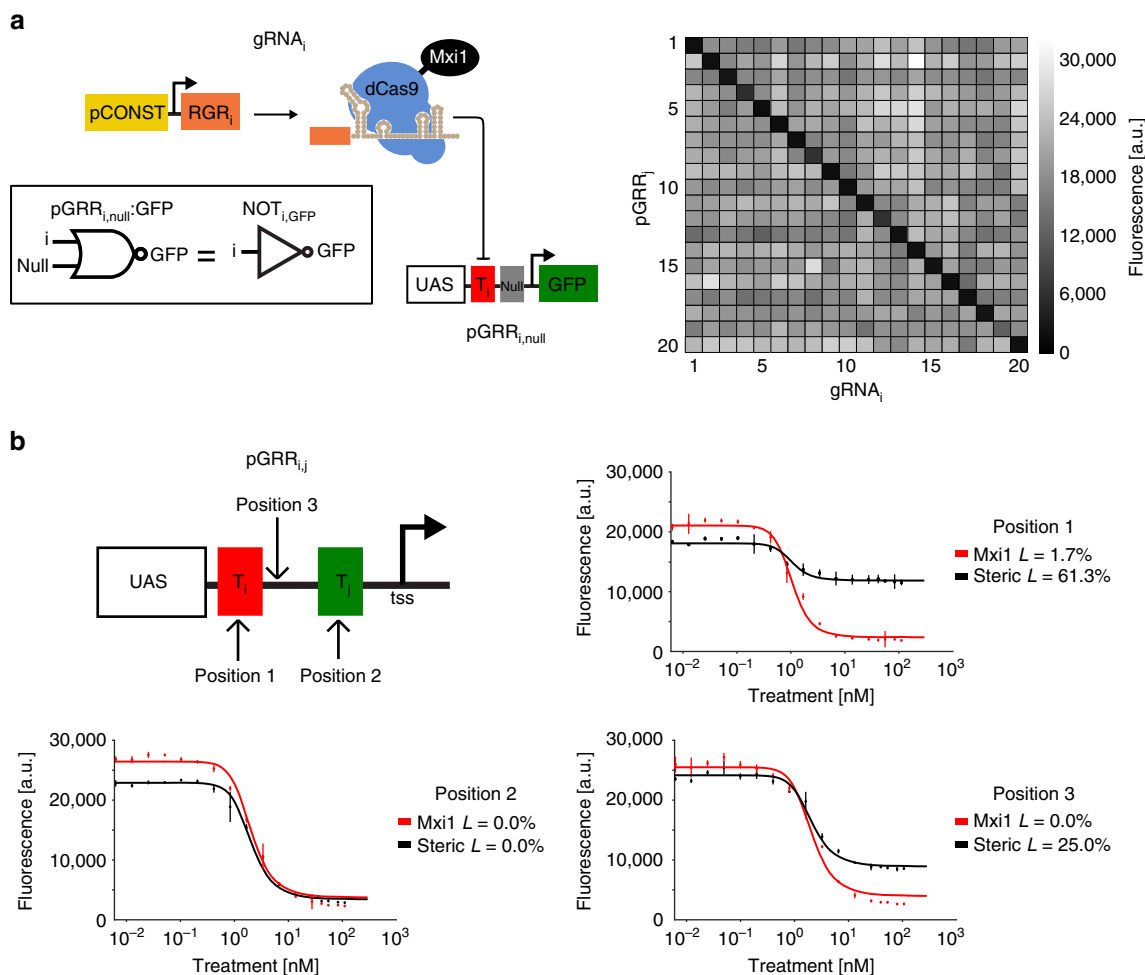 a
gRNAi
Mxi1
dCas9
pCONST
RGRi
pGRRi,null:GFP
NOTi,GFP
i
Null
GFP
=
i
GFP
UAS
Ti
Null
GFP
pGRRi,null
1
5
10
15
20
pGRRj
1
5
10
15
20
gRNAi
30,000
24,000
18,000
12,000
6,000
0
Fluorescence [a.u.]
b
pGRRi,j
Position 3
UAS
Ti
Tj
tss
Position 1
Position 2
30,000
20,000
10,000
0
Fluorescence [a.u.]
10⁻²
10⁻¹
10⁰
10¹
10²
10³
Treatment [nM]
Position 1
Mxi1 L = 1.7%
Steric L = 61.3%
30,000
20,000
10,000
0
Fluorescence [a.u.]
10⁻²
10⁰
10¹
10²
10³
Treatment [nM]
Position 2
Mxi1 L = 0.0%
Steric L = 0.0%
30,000
20,000
10,000
0
Fluorescence [a.u.]
10⁻²
10⁻¹
10⁰
10¹
10²
10³
Treatment [nM]
Position 3
Mxi1 L = 0.0%
Steric L = 25.0%